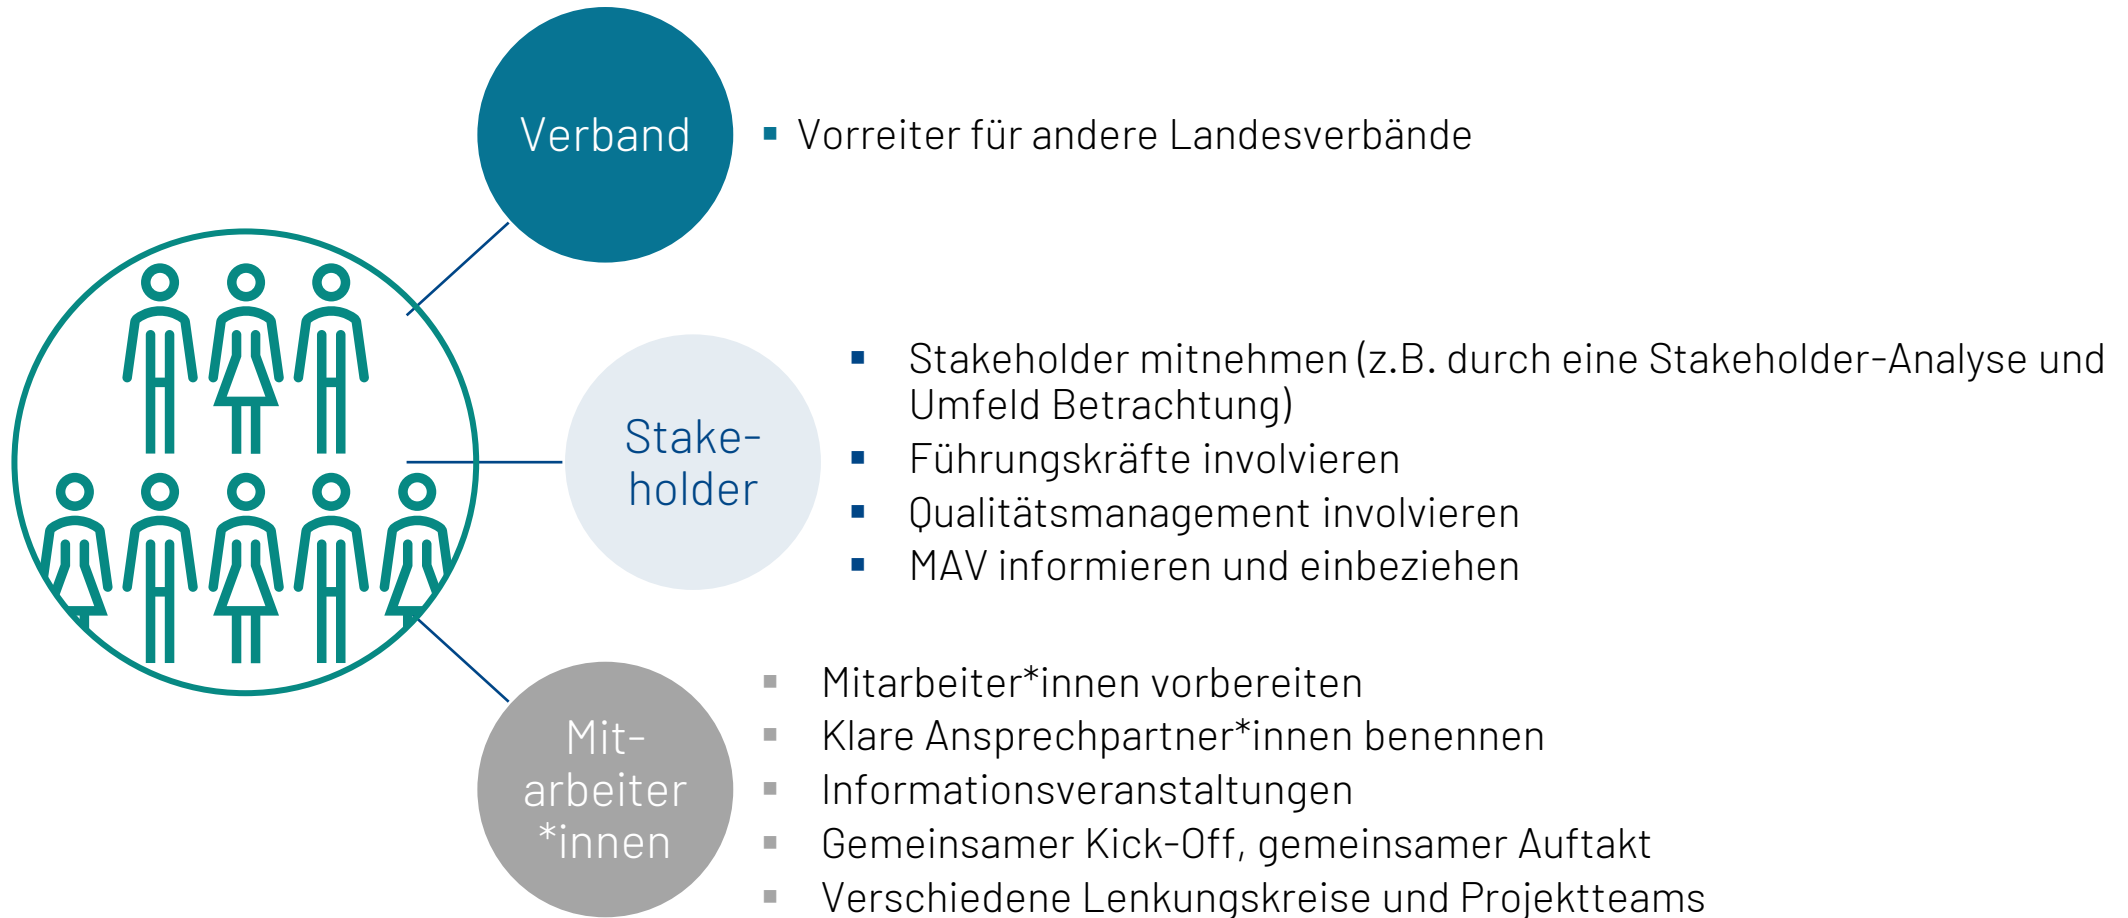 Verband
▪ Vorreiter für andere Landesverbände
Stake-
holder
▪ Stakeholder mitnehmen (z.B. durch eine Stakeholder-Analyse und
Umfeld Betrachtung)
▪ Führungskräfte involvieren
▪ Qualitätsmanagement involvieren
▪ MAV informieren und einbeziehen
Mit-
arbeiter
*innen
▪ Mitarbeiter*innen vorbereiten
▪ Klare Ansprechpartner*innen benennen
▪ Informationsveranstaltungen
▪ Gemeinsamer Kick-Off, gemeinsamer Auftakt
▪ Verschiedene Lenkungskreise und Projektteams